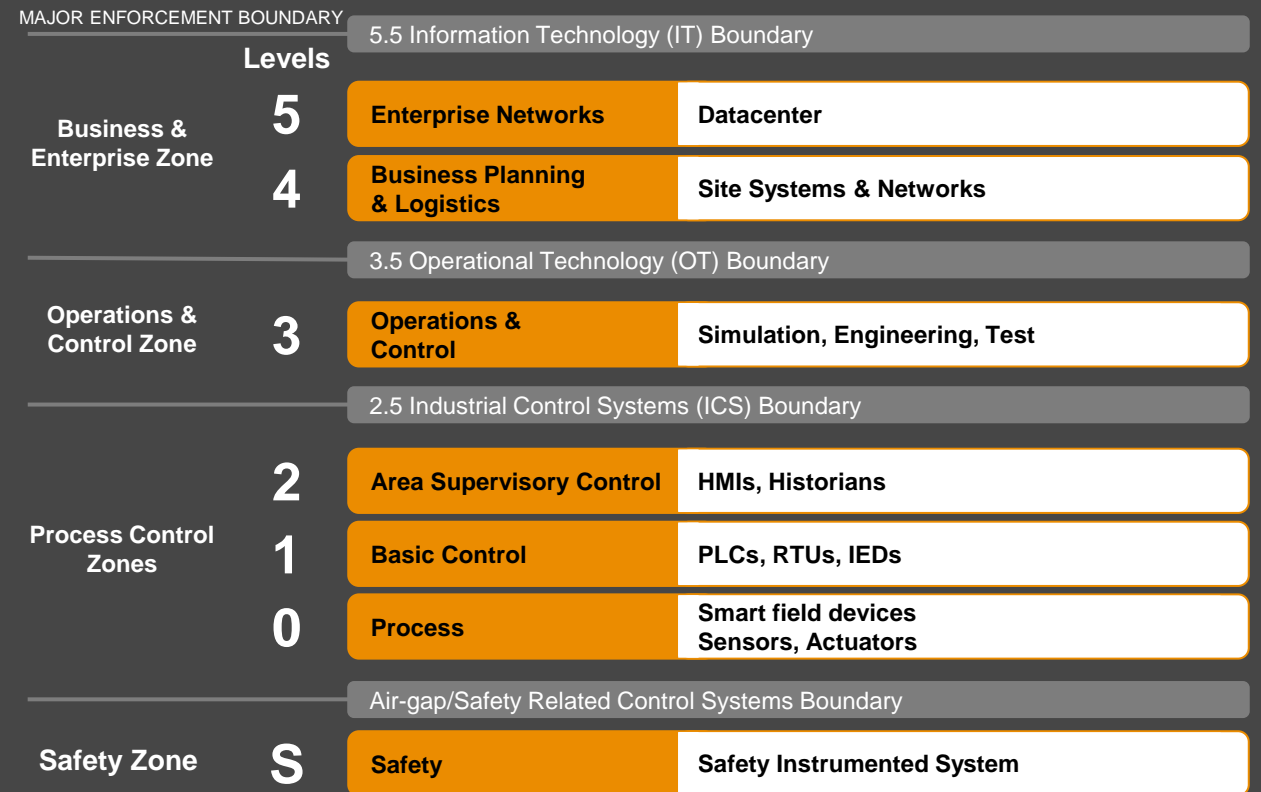 MAJOR ENFORCEMENT BOUNDARY
5.5 Information Technology (IT) Boundary
Levels
Business &
Enterprise Zone
5
Enterprise Networks
Datacenter
4
Business Planning
& Logistics
Site Systems & Networks
3.5 Operational Technology (OT) Boundary
Operations &
Control Zone
3
Operations &
Control
Simulation, Engineering, Test
2.5 Industrial Control Systems (ICS) Boundary
Process Control
Zones
2
Area Supervisory Control
HMIs, Historians
1
Basic Control
PLCs, RTUs, IEDs
0
Process
Smart field devices
Sensors, Actuators
Air-gap/Safety Related Control Systems Boundary
Safety Zone
S
Safety
Safety Instrumented System